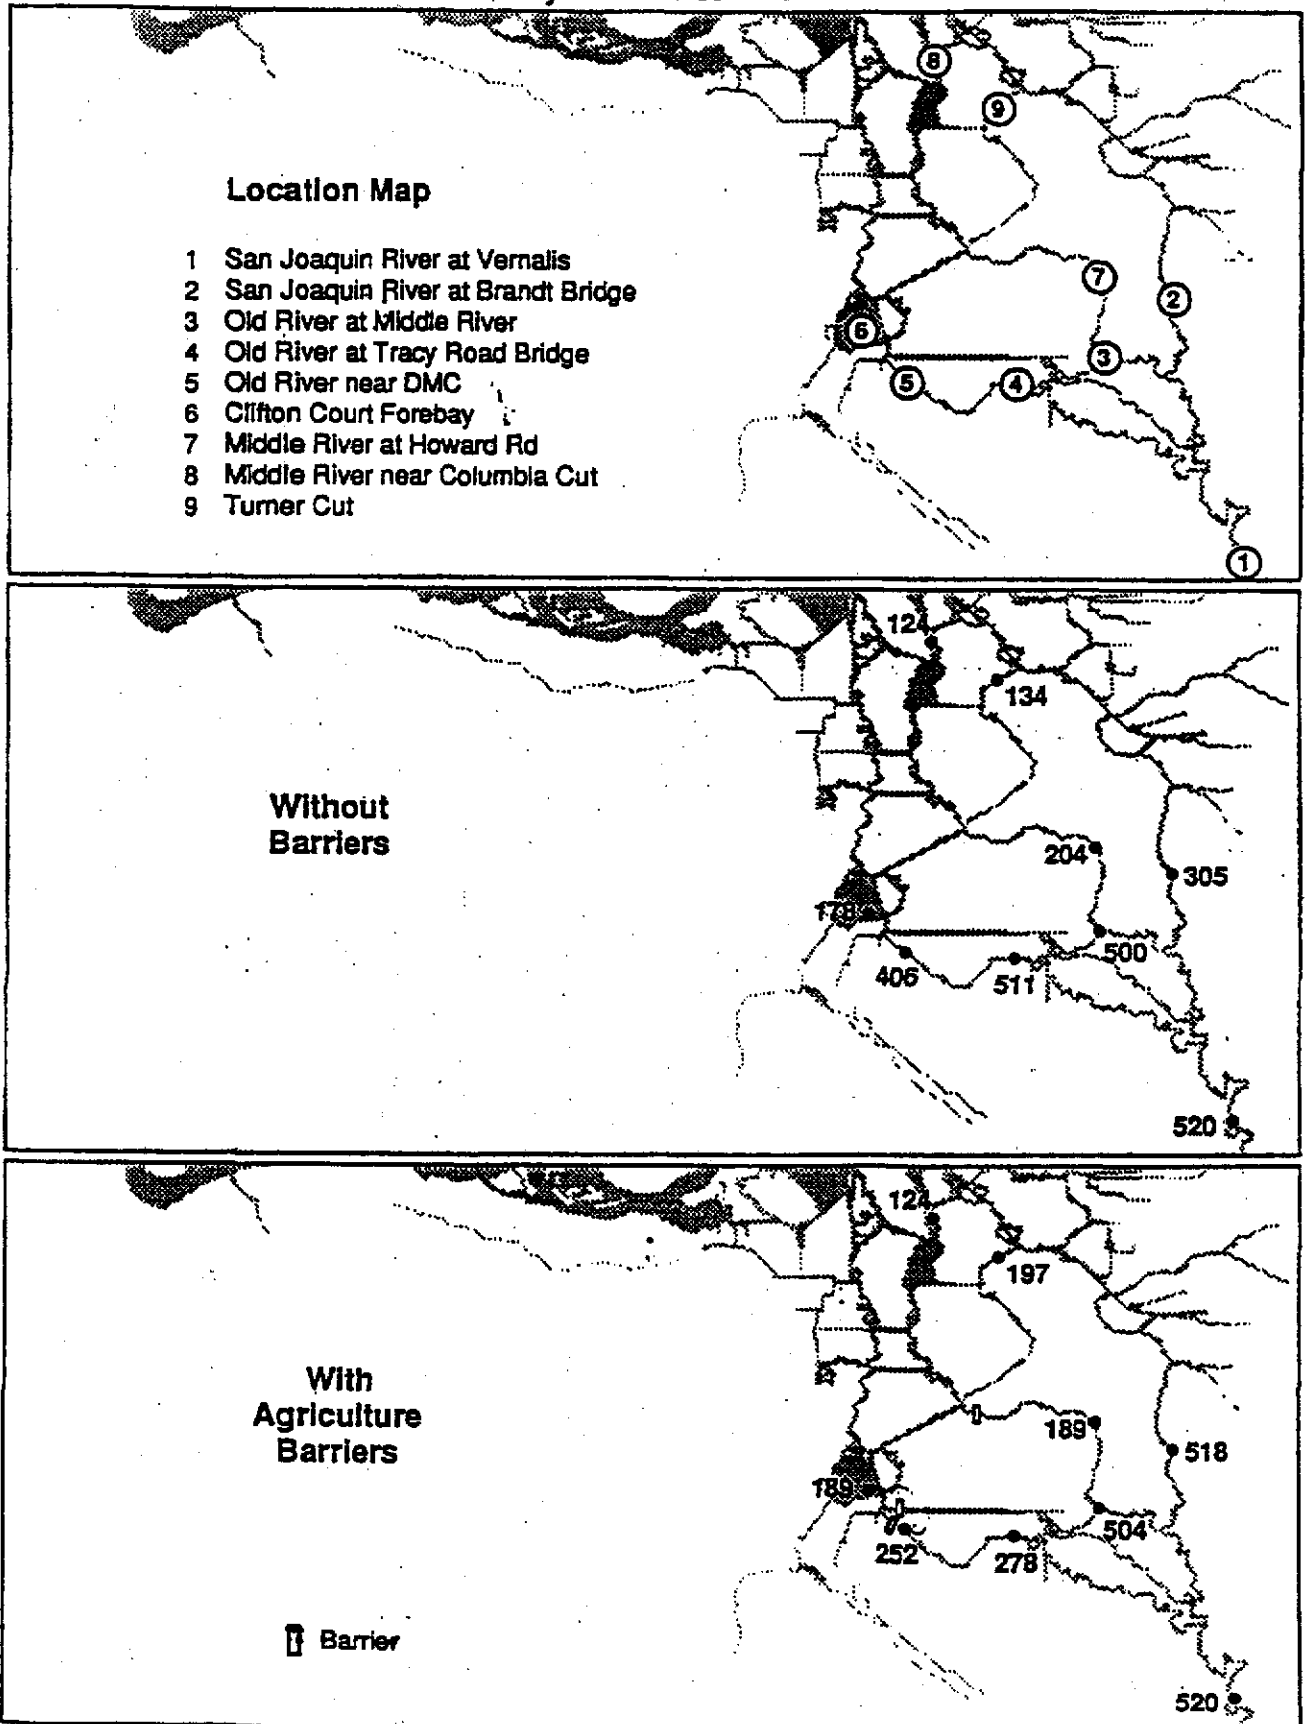 Location Map
1 San Joaquin River at Vernalis
2 San Joaquin River at Brandt Bridge
3 Old River at Middle River
4 Old River at Tracy Road Bridge
5 Old River near DMC
6 Clifton Court Forebay
7 Middle River at Howard Rd
8 Middle River near Columbia Cut
9 Turner Cut
8
9
7
2
6
3
5
4
1
Without
Barriers
124
134
204
305
178
500
406
511
520
With
Agriculture
Barriers
124
197
189
518
189
504
252
278
Barrier
520